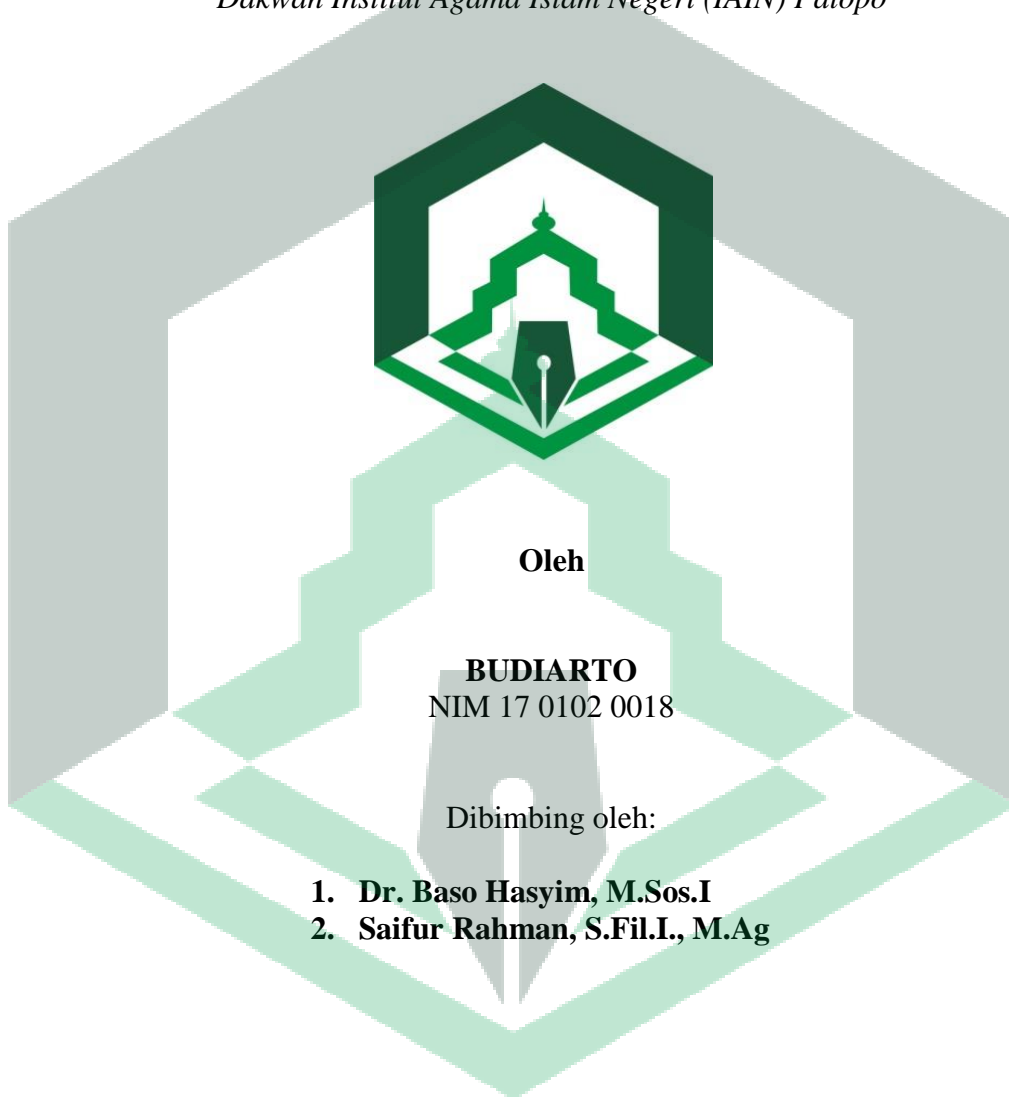 Dakwah Institut Agama Islam Negeri (IAIN) Palopo
Oleh
BUDIARTO
NIM 17 0102 0018
Dibimbing oleh:
1. Dr. Baso Hasyim, M.Sos.I
2. Saifur Rahman, S.Fil.I., M.Ag